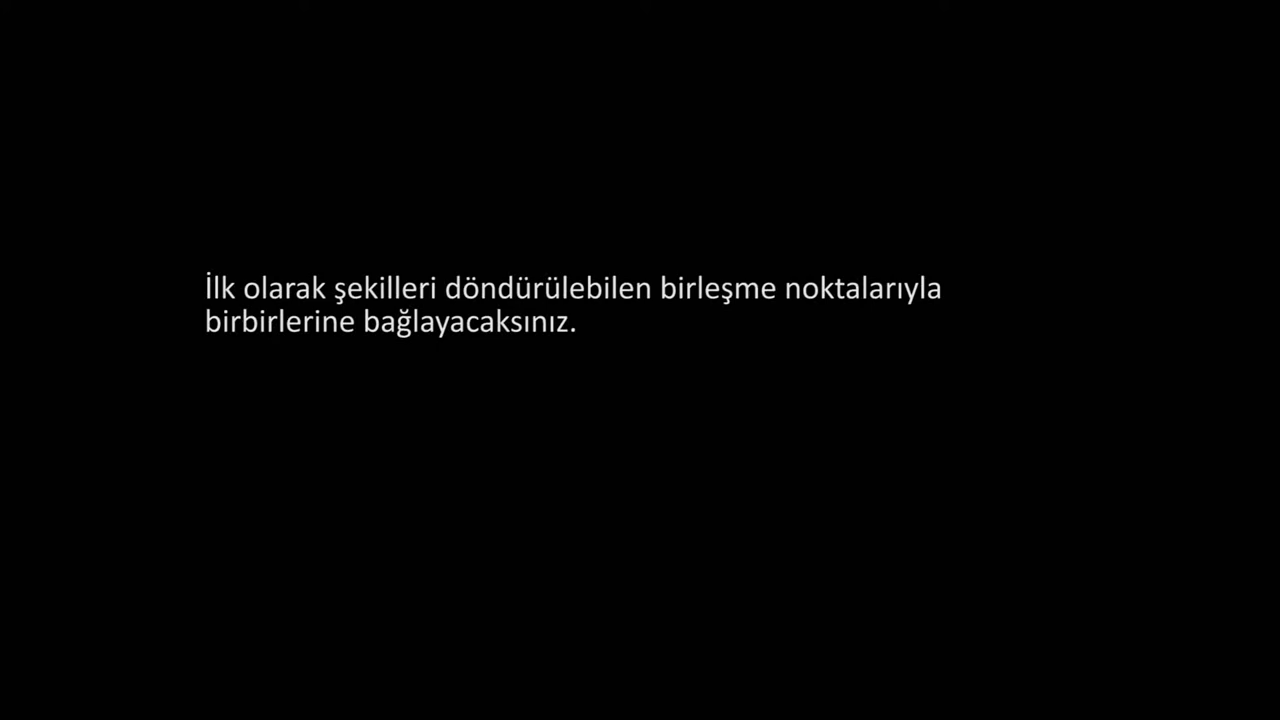 İlk olarak şekilleri döndürülebilen birleşme noktalarıyla
birbirlerine bağlayacaksınız.